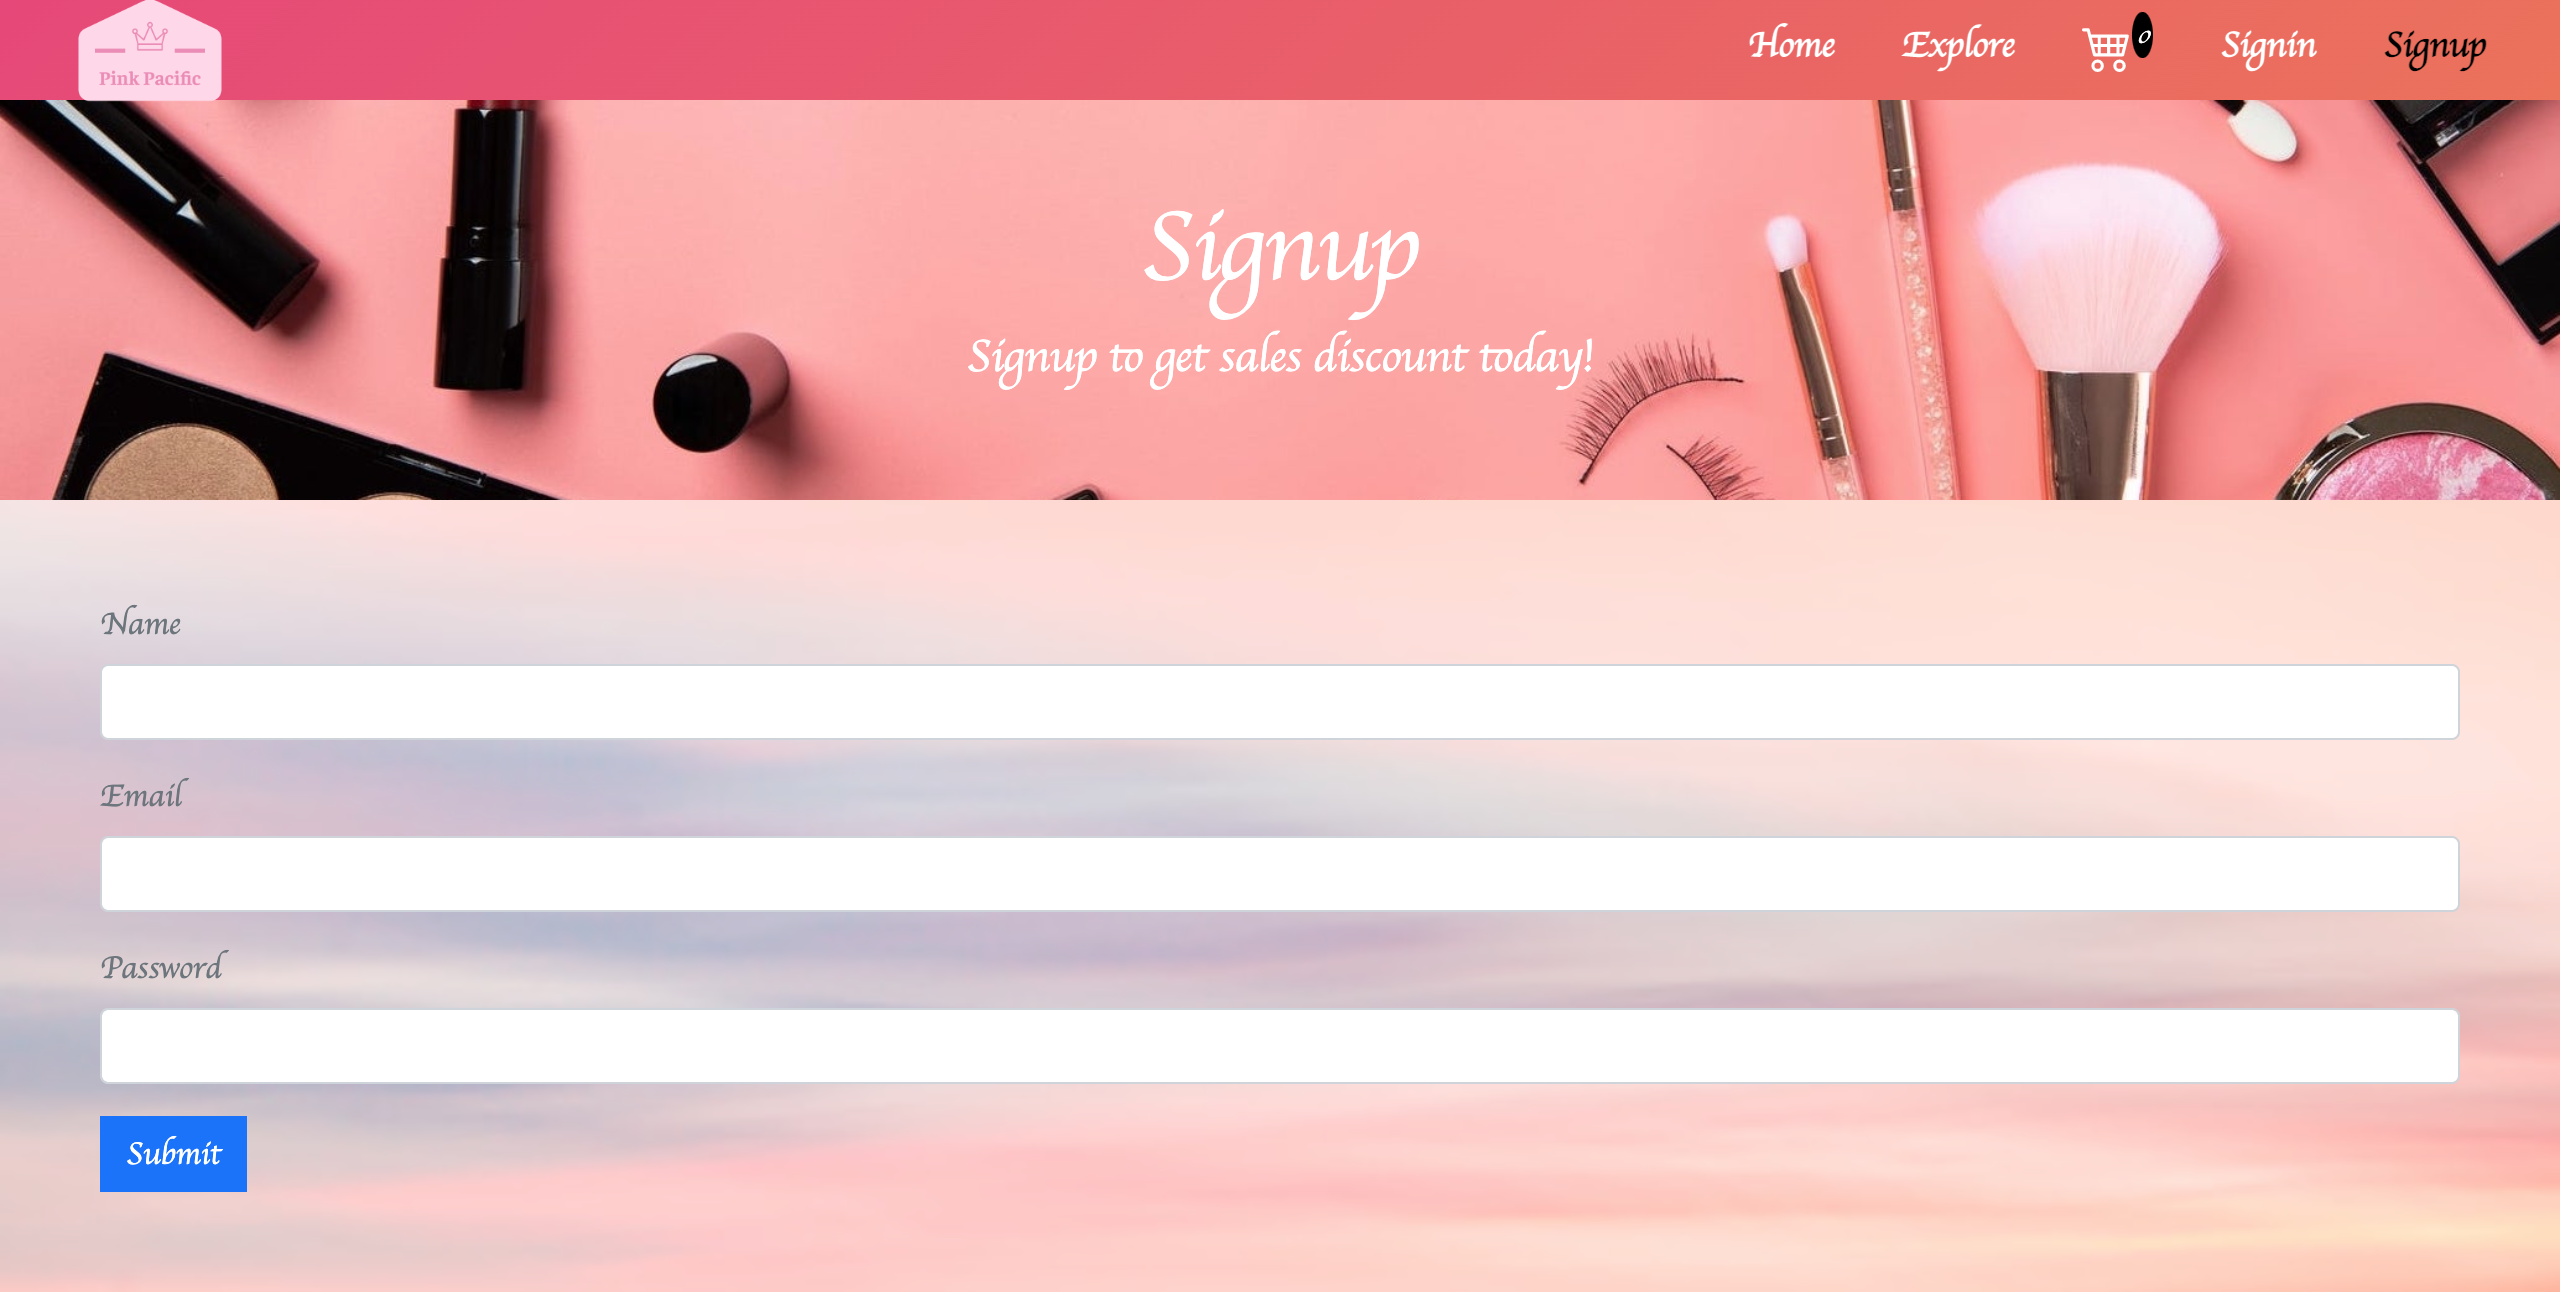 Pink Pacific
Home
Explore
0
Signin
Signup
Signup
Signup to get sales discount today!
Name
Email
Password
Submit